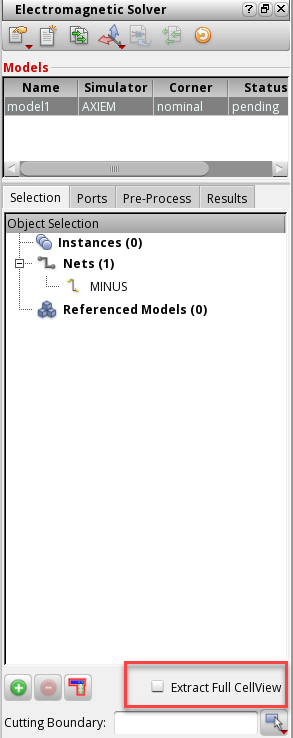 Electromagnetic Solver
Models
Name Simulator Corner Status
model1 AXIEM nominal pending
Selection Ports Pre-Process Results
Object Selection
Instances (0)
Nets (1)
MINUS
Referenced Models (0)
Extract Full CellView
Cutting Boundary: